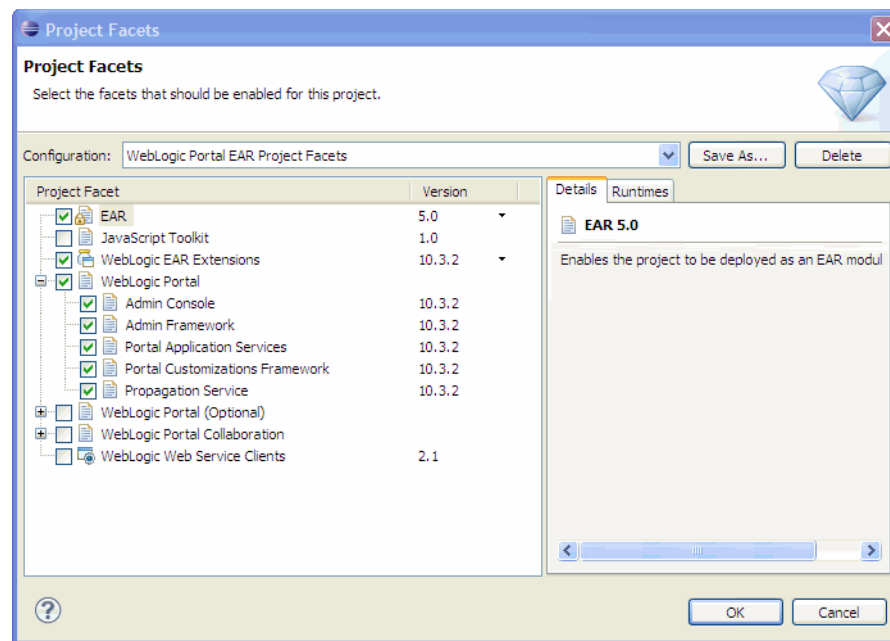 Project Facets
Project Facets
Select the facets that should be enabled for this project.
Configuration: WebLogic Portal EAR Project Facets Save As... Delete
Project Facet Version
EAR 5.0
JavaScript Toolkit 1.0
WebLogic EAR Extensions 10.3.2
WebLogic Portal
Admin Console 10.3.2
Admin Framework 10.3.2
Portal Application Services 10.3.2
Portal Customizations Framework 10.3.2
Propagation Service 10.3.2
WebLogic Portal (Optional)
WebLogic Portal Collaboration
WebLogic Web Service Clients 2.1
Details Runtimes
EAR 5.0
Enables the project to be deployed as an EAR modul
OK Cancel